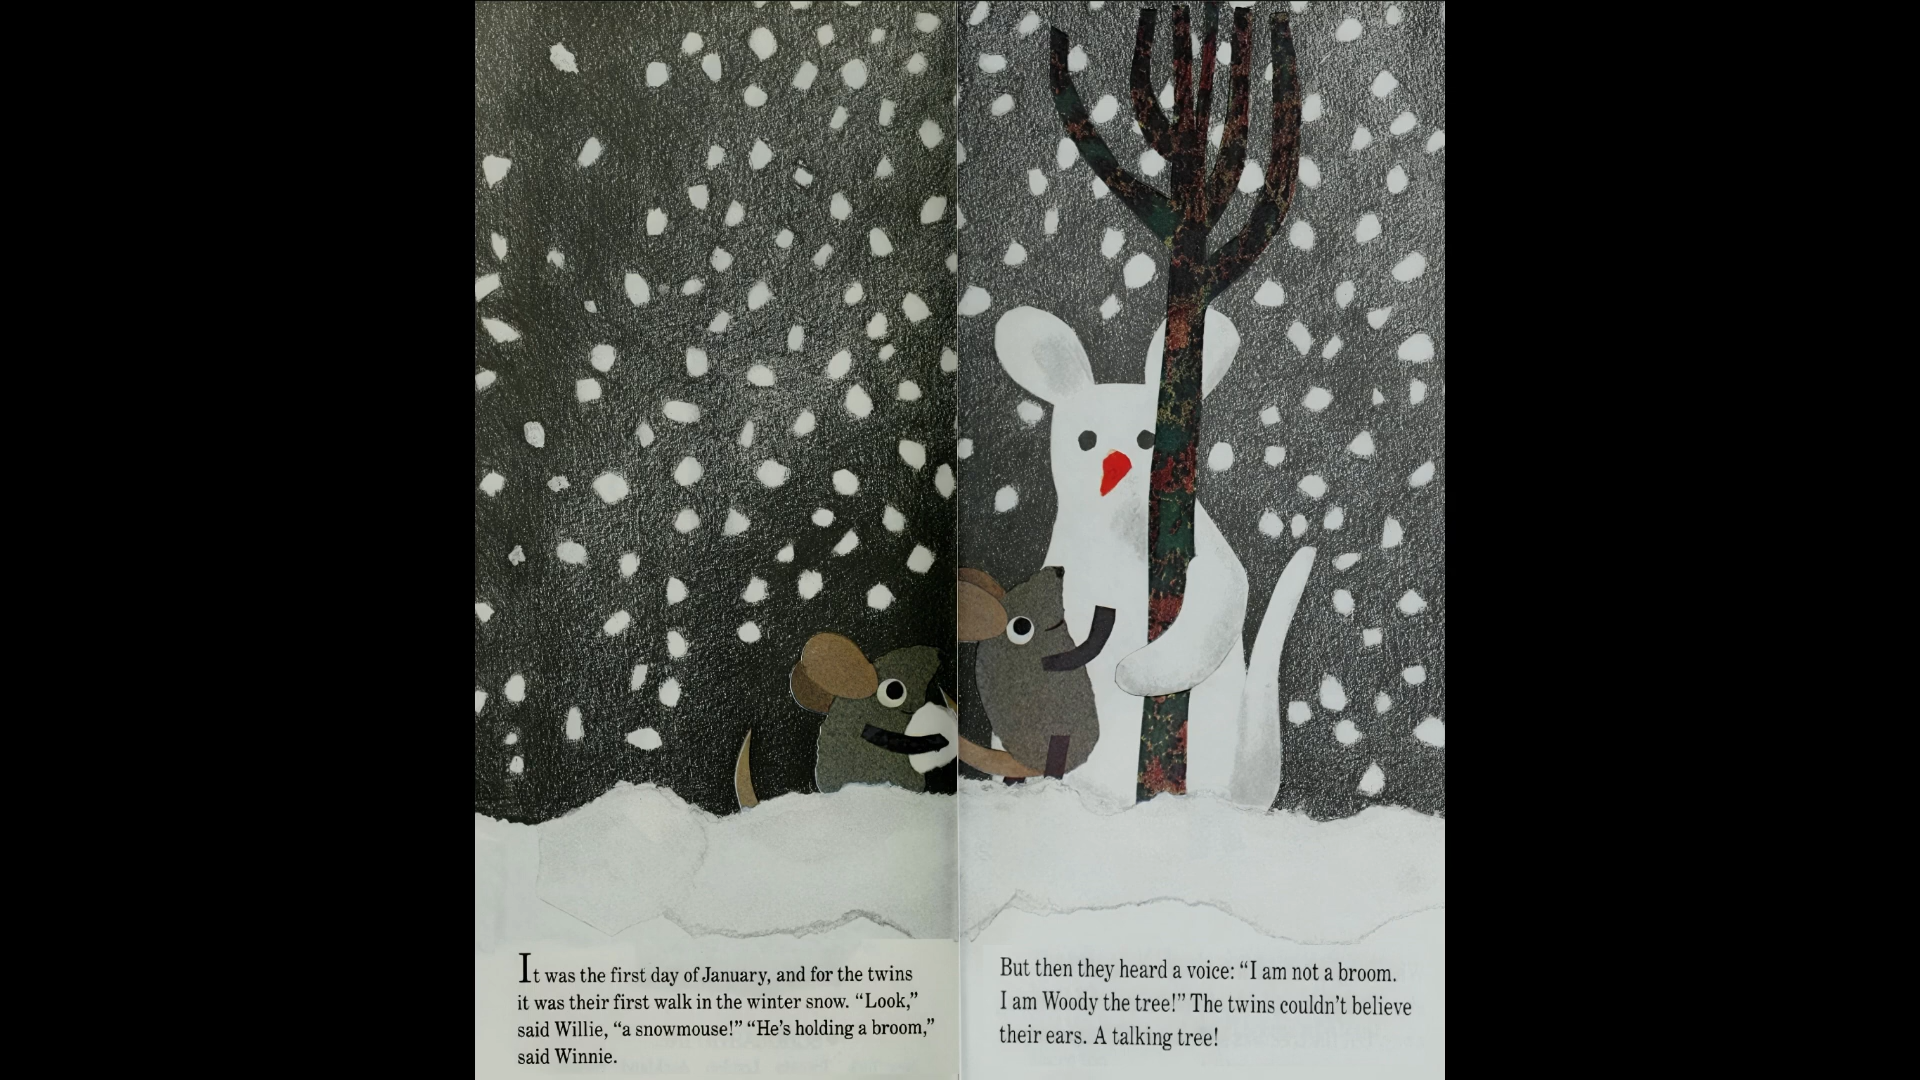 It was the first day of January, and for the twins
it was their first walk in the winter snow. “Look,”
said Willie, “a snowmouse!” “He’s holding a broom,”
said Winnie.
But then they heard a voice: “I am not a broom.
I am Woody the tree!” The twins couldn’t believe
their ears. A talking tree!